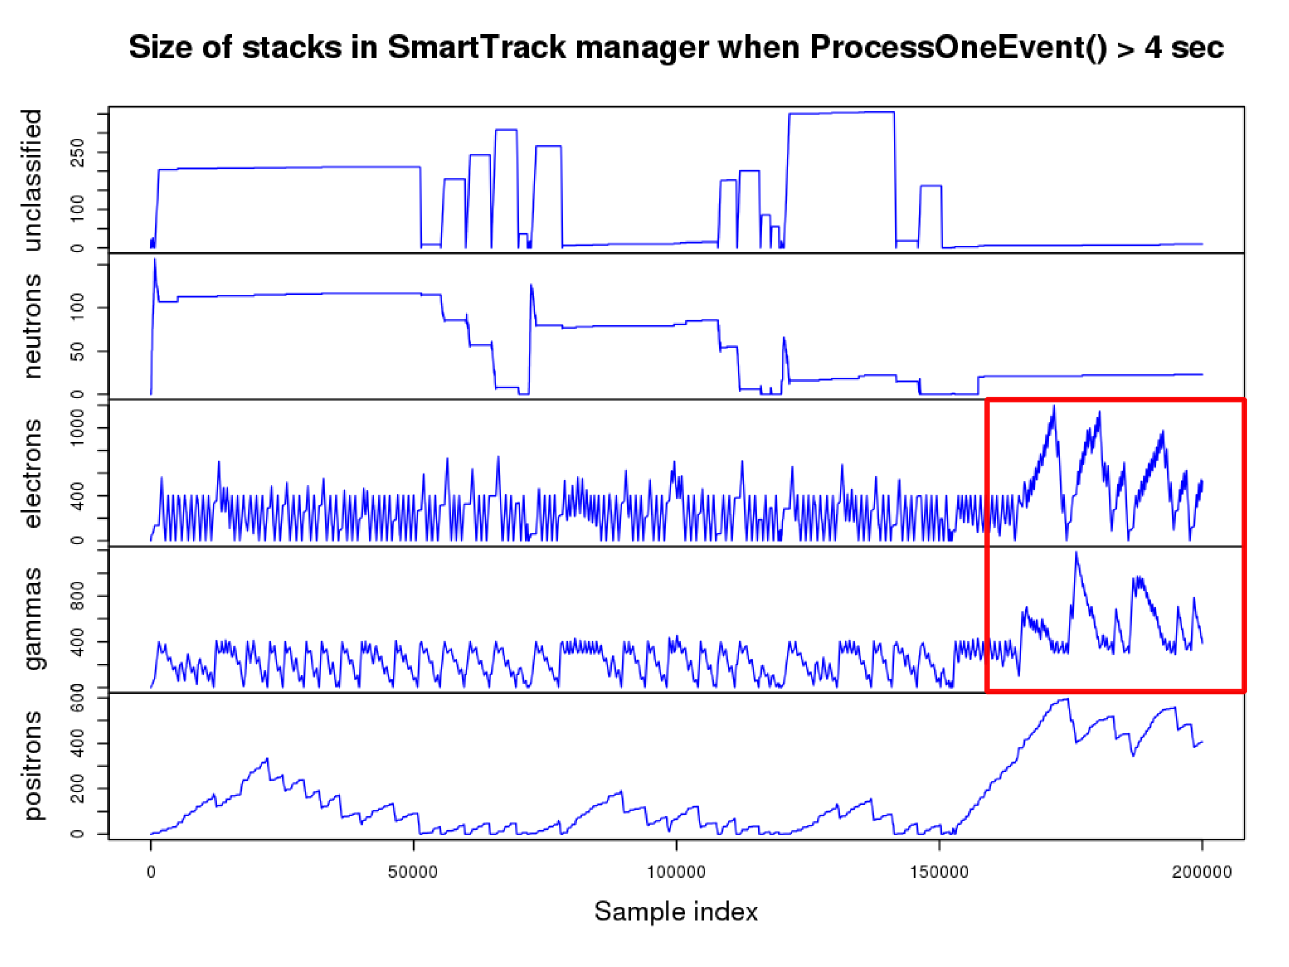 Size of stacks in SmartTrack manager when ProcessOneEvent() > 4 sec
unclassified
0 100 250
neutrons
0 50 100
electrons
0 400 1000
gammas
0 400 800
positrons
0 200 400 600
0 50000 100000 150000 200000
Sample index